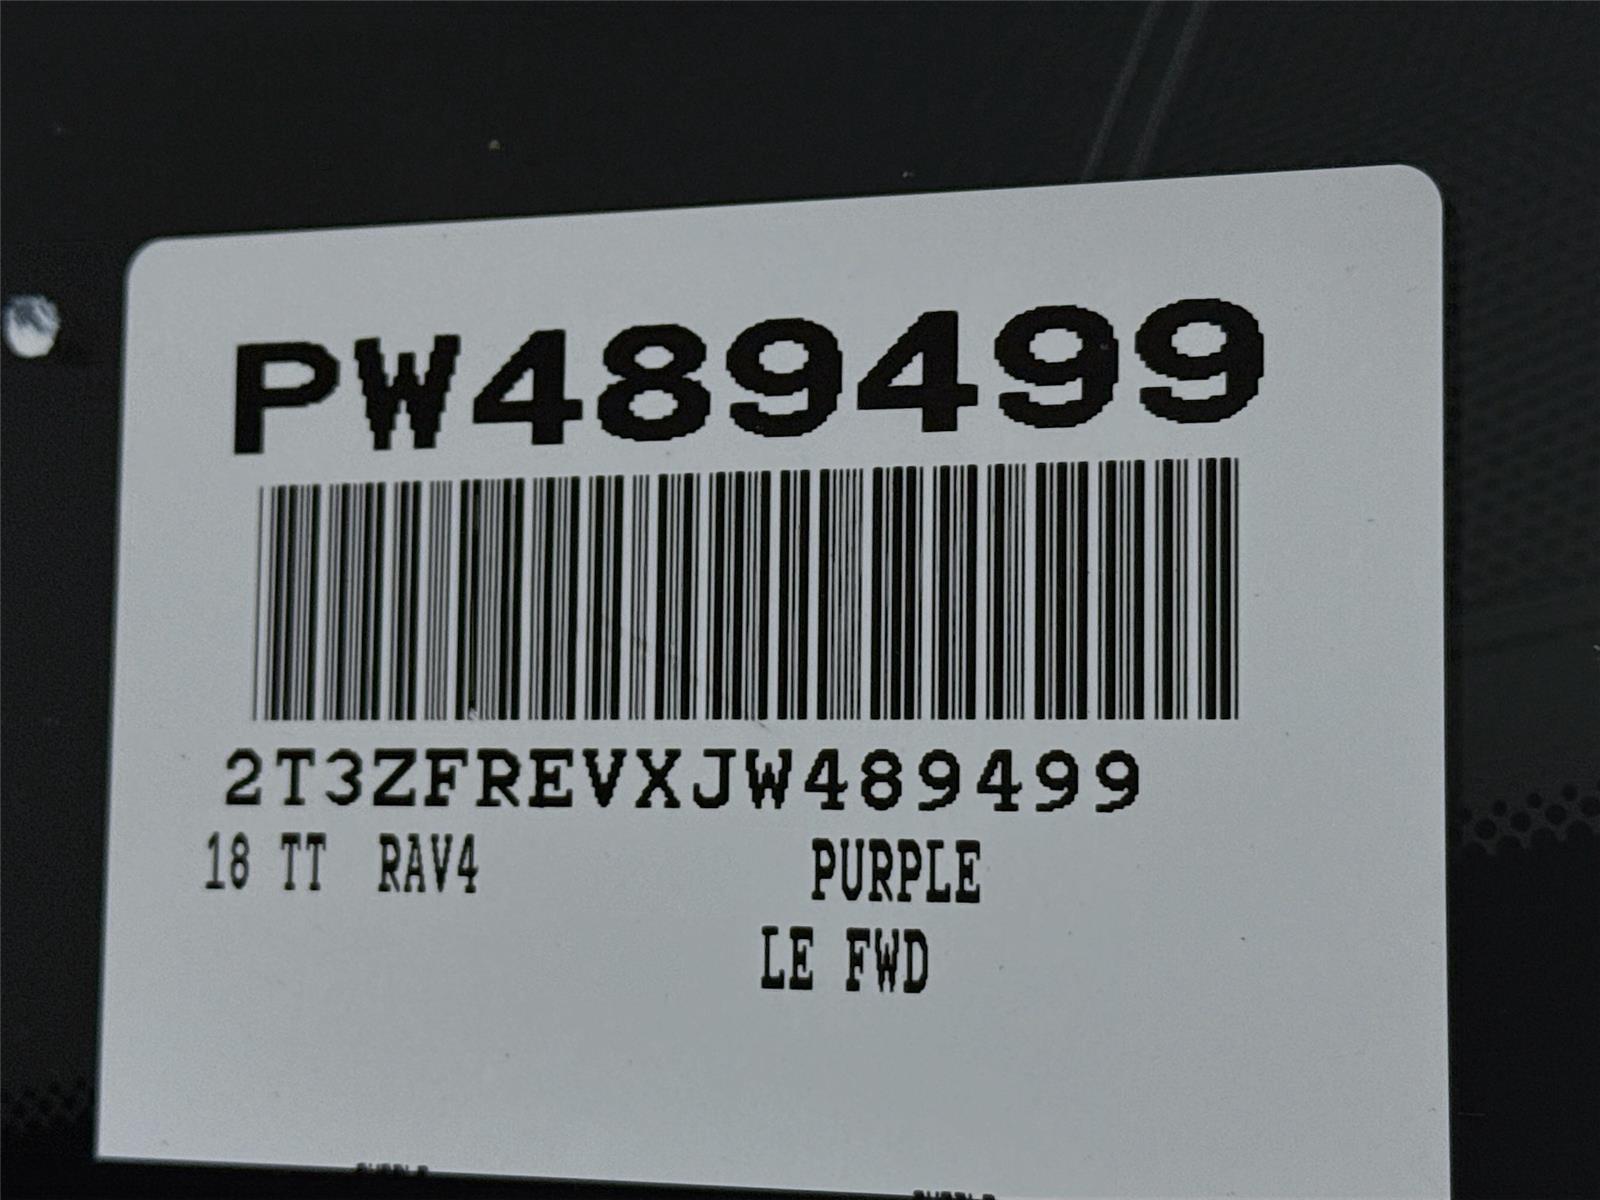 PW489499
2T3ZFREVXJW489499
18 TT RAV4 PURPLE
LE FWD